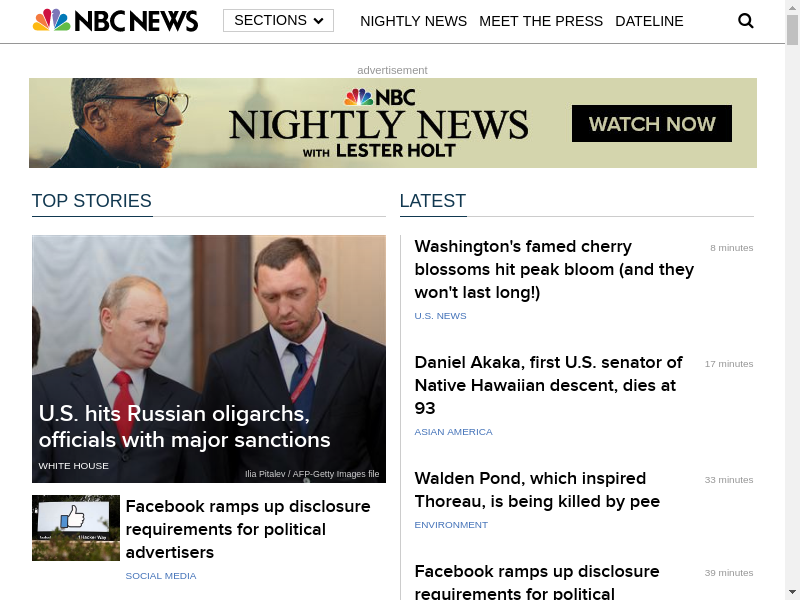 NBC NEWS
SECTIONS
NIGHTLY NEWS
MEET THE PRESS
DATELINE
advertisement
NBC
NIGHTLY NEWS
WITH LESTER HOLT
WATCH NOW
TOP STORIES
U.S. hits Russian oligarchs,
officials with major sanctions
WHITE HOUSE
Ilia Pitalev / AFP-Getty Images file
Facebook ramps up disclosure
requirements for political
advertisers
SOCIAL MEDIA
LATEST
Washington's famed cherry
blossoms hit peak bloom (and they
won't last long!)
8 minutes
U.S. NEWS
Daniel Akaka, first U.S. senator of
Native Hawaiian descent, dies at
93
17 minutes
ASIAN AMERICA
Walden Pond, which inspired
Thoreau, is being killed by pee
33 minutes
ENVIRONMENT
Facebook ramps up disclosure
requirements for political
39 minutes